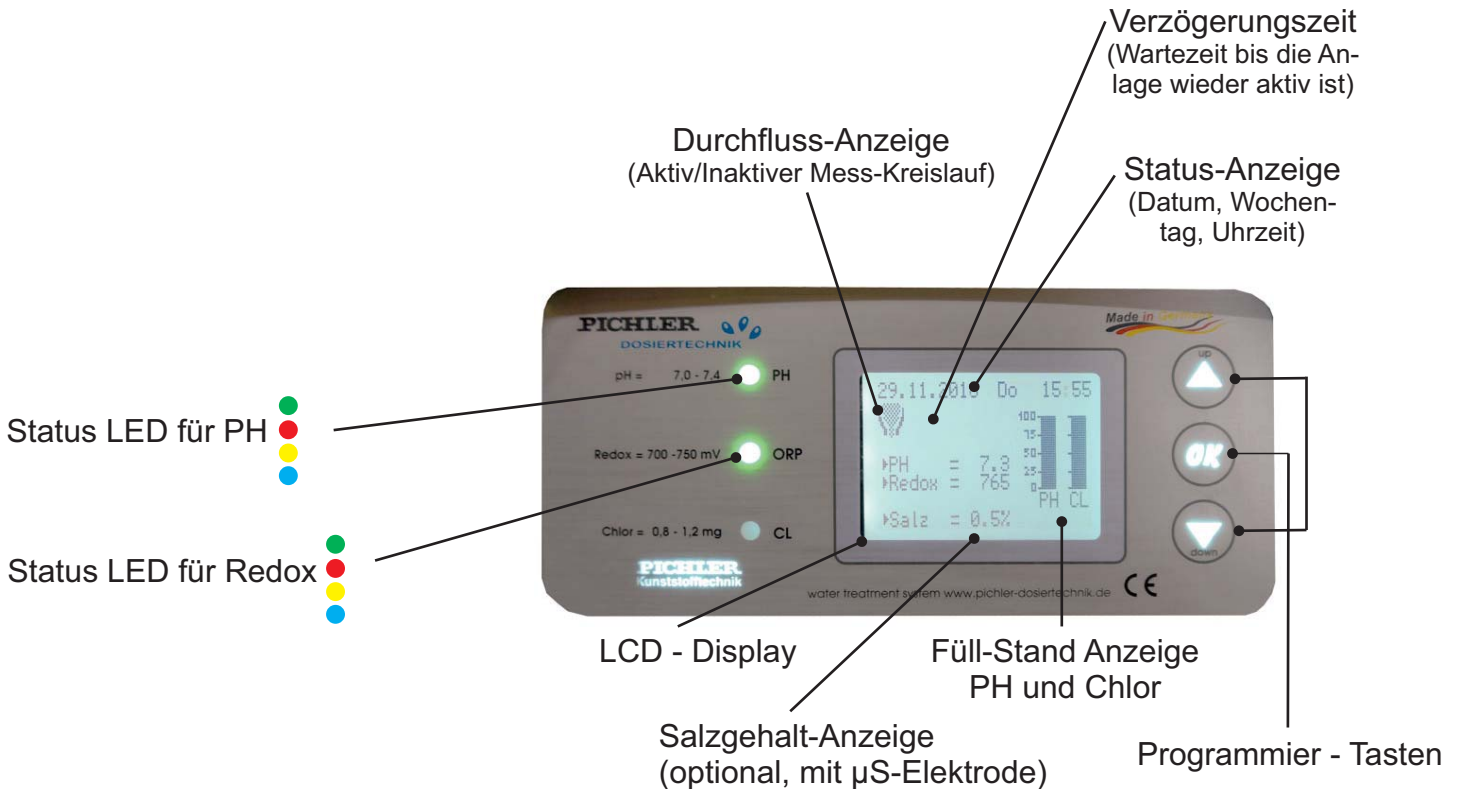 Verzögerungszeit
(Wartezeit bis die An-
lage wieder aktiv ist)
Durchfluss-Anzeige
(Aktiv/Inaktiver Mess-Kreislauf)
Status-Anzeige
(Datum, Wochen-
tag, Uhrzeit)
PICHLER
DOSIERTECHNIK
Made in Germany
pH = 7,0 - 7,4 PH
Redox = 700 -750 mV ORP
Chlor = 0,8 - 1,2 mg CL
PICHLER
Kunststofftechnik
29.11.2018 Do 15:55
100
75
50
25
0
PH = 7.3
Redox = 765
PH CL
Salz = 0.5%
up
OK
down
water treatment system www.pichler-dosiertechnik.de CE
Status LED für PH
Status LED für Redox
LCD - Display
Füll-Stand Anzeige
PH und Chlor
Salzgehalt-Anzeige
(optional, mit µS-Elektrode)
Programmier - Tasten